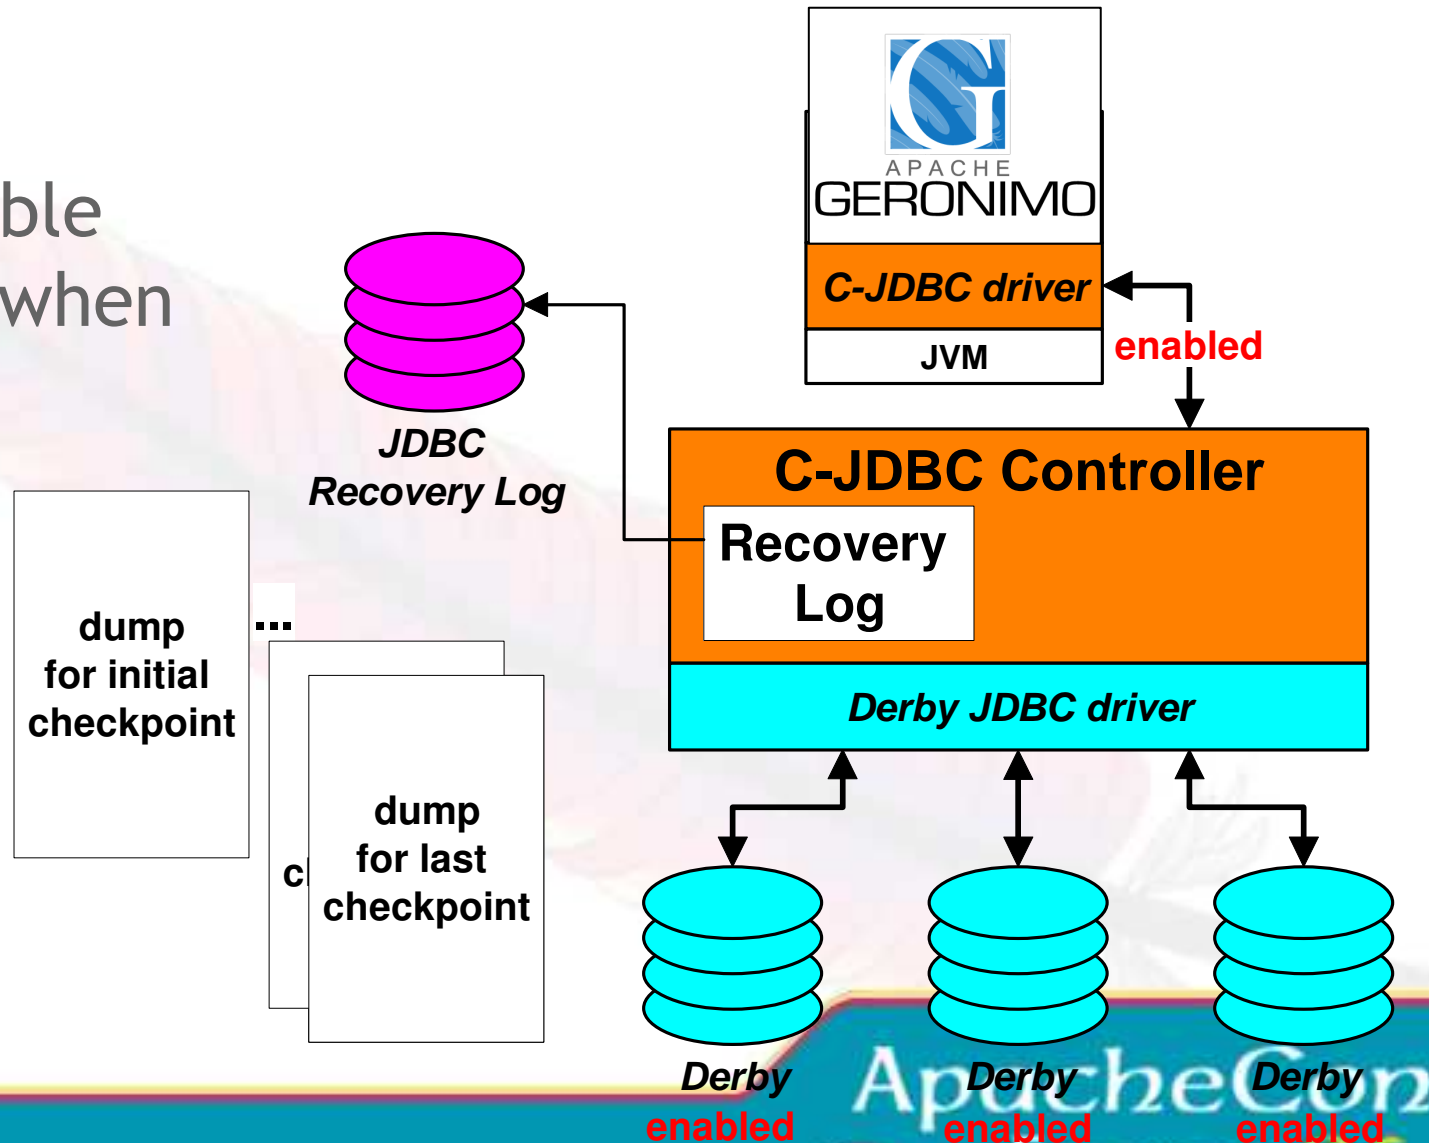 ble
when
G
APACHE
GERONIMO
C-JDBC driver
JVM
enabled
JDBC
Recovery Log
C-JDBC Controller
Recovery
Log
Derby JDBC driver
dump
for initial
checkpoint
...
dump
for last
checkpoint
Derby
enabled
Derby
enabled
Derby
enabled
ApacheCon